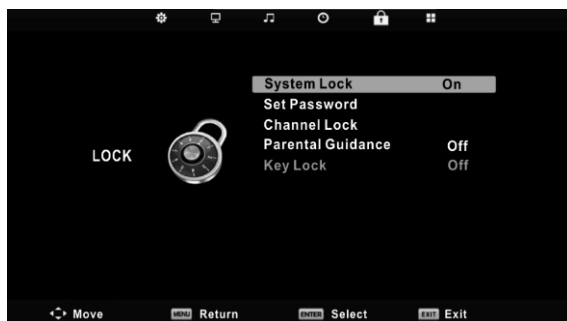 System Lock On
Set Password
Channel Lock
Parental Guidance Off
Key Lock Off
LOCK
Move MENU Return ENTER Select EXIT Exit